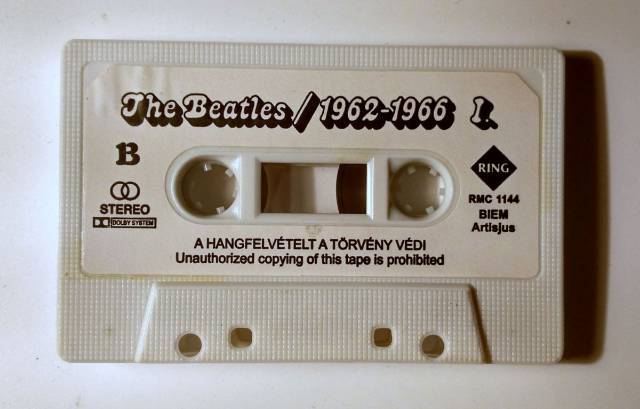 The Beatles/1962-1966 I.
B
RING
STEREO
DOLBY SYSTEM
RMC 1144
BIEM
Artisjus
A HANGFELVÉTELT A TÖRVÉNY VÉDI
Unauthorized copying of this tape is prohibited